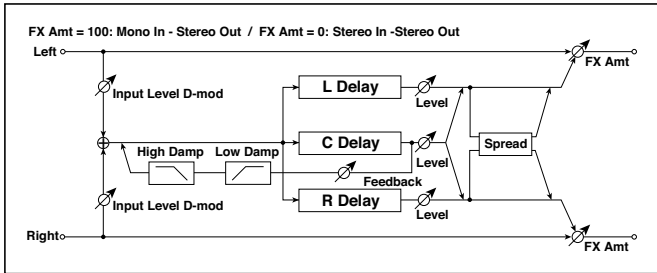 FX Amt = 100: Mono In - Stereo Out / FX Amt = 0: Stereo In -Stereo Out
Left
FX Amt
Input Level D-mod
L Delay
Level
High Damp
Low Damp
C Delay
Level
Spread
Feedback
Input Level D-mod
R Delay
Level
Right
FX Amt